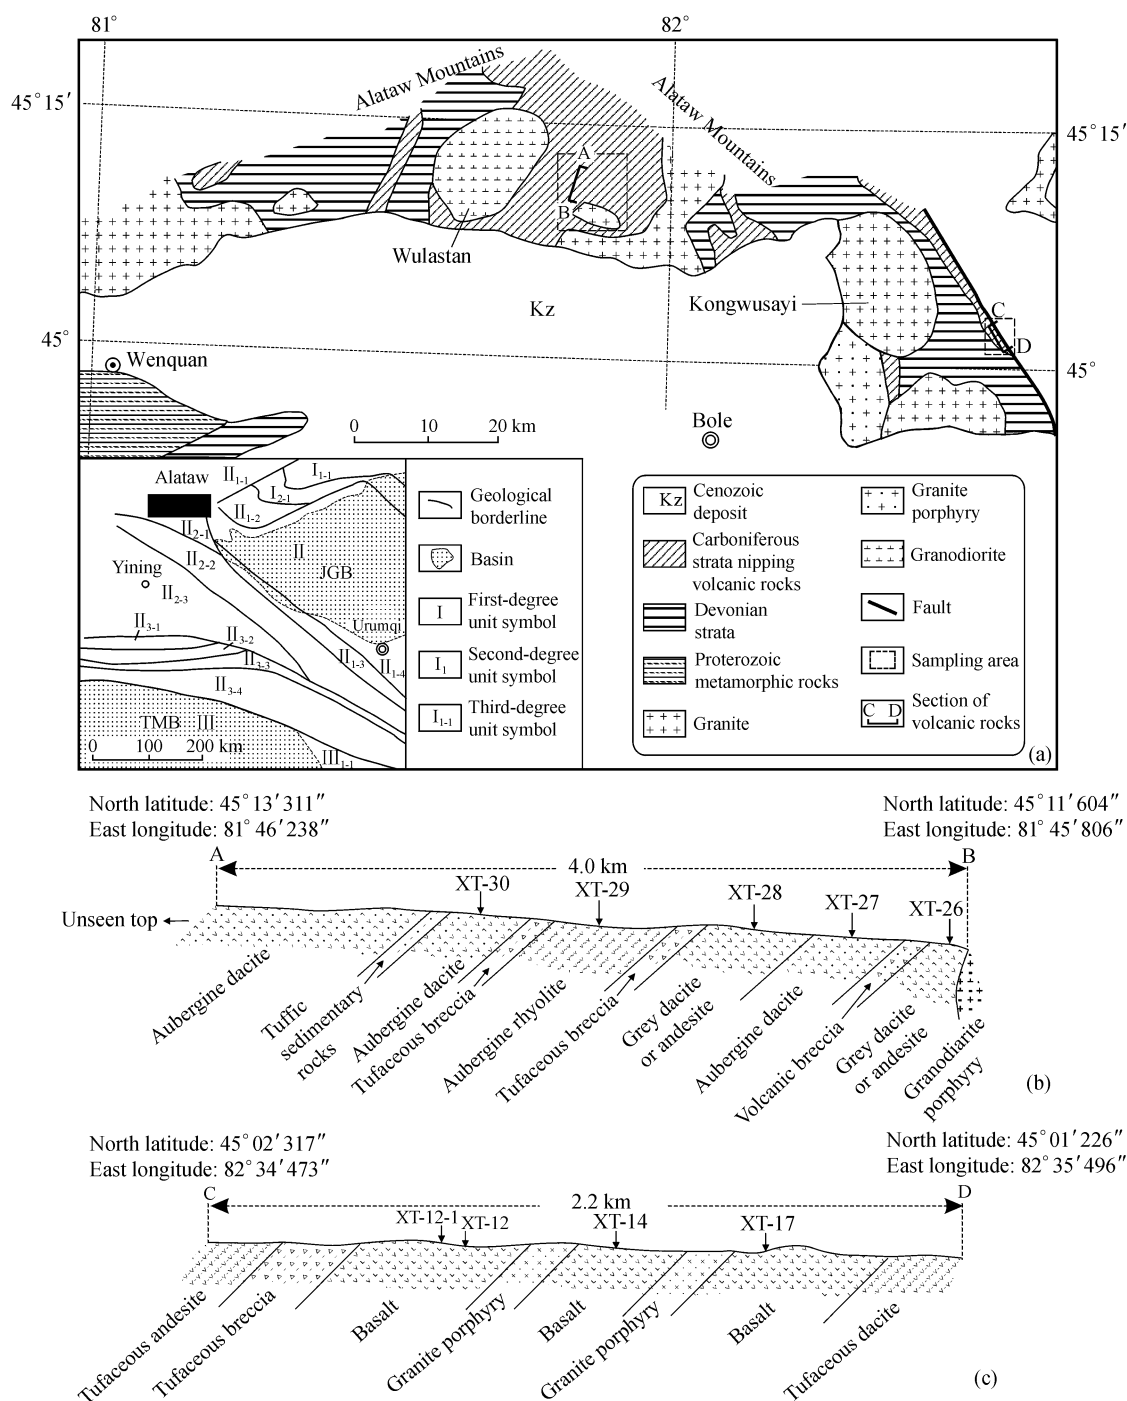 81°
82°
45°15′
45°15′
Alataw Mountains
Alataw Mountains
A
B
Wulastan
Kz
Kongwusayi
C
D
45°
45°
Wenquan
Bole
0 10 20 km
Alataw
II1-1
I1-1
I2-1
II1-2
II2-1
II2-2
II
JGB
Yining
II2-3
Urumqi
II3-1
II3-2
II3-3
II1-3
II1-4
II3-4
TMB III
0 100 200 km
III1-1
Geological
borderline
Basin
I
First-degree
unit symbol
I1
Second-degree
unit symbol
I1-1
Third-degree
unit symbol
Kz
Cenozoic
deposit
Carboniferous
strata nipping
volcanic rocks
Devonian
strata
Proterozoic
metamorphic rocks
Granite
Granite
porphyry
Granodiorite
Fault
Sampling area
C D
Section of
volcanic rocks
(a)
North latitude: 45°13′311″
East longitude: 81°46′238″
North latitude: 45°11′604″
East longitude: 81°45′806″
A
4.0 km
B
XT-30
XT-29
XT-28
XT-27
XT-26
Unseen top
Aubergine dacite
Tuffic
sedimentary
rocks
Aubergine dacite
Tufaceous breccia
Aubergine rhyolite
Tufaceous breccia
Grey dacite
or andesite
Aubergine dacite
Volcanic breccia
Grey dacite
or andesite
Granodiarite
porphyry
(b)
North latitude: 45°02′317″
East longitude: 82°34′473″
North latitude: 45°01′226″
East longitude: 82°35′496″
C
2.2 km
D
XT-12-1
XT-12
XT-14
XT-17
Tufaceous andesite
Tufaceous breccia
Basalt
Granite porphyry
Basalt
Granite porphyry
Basalt
Tufaceous dacite
(c)